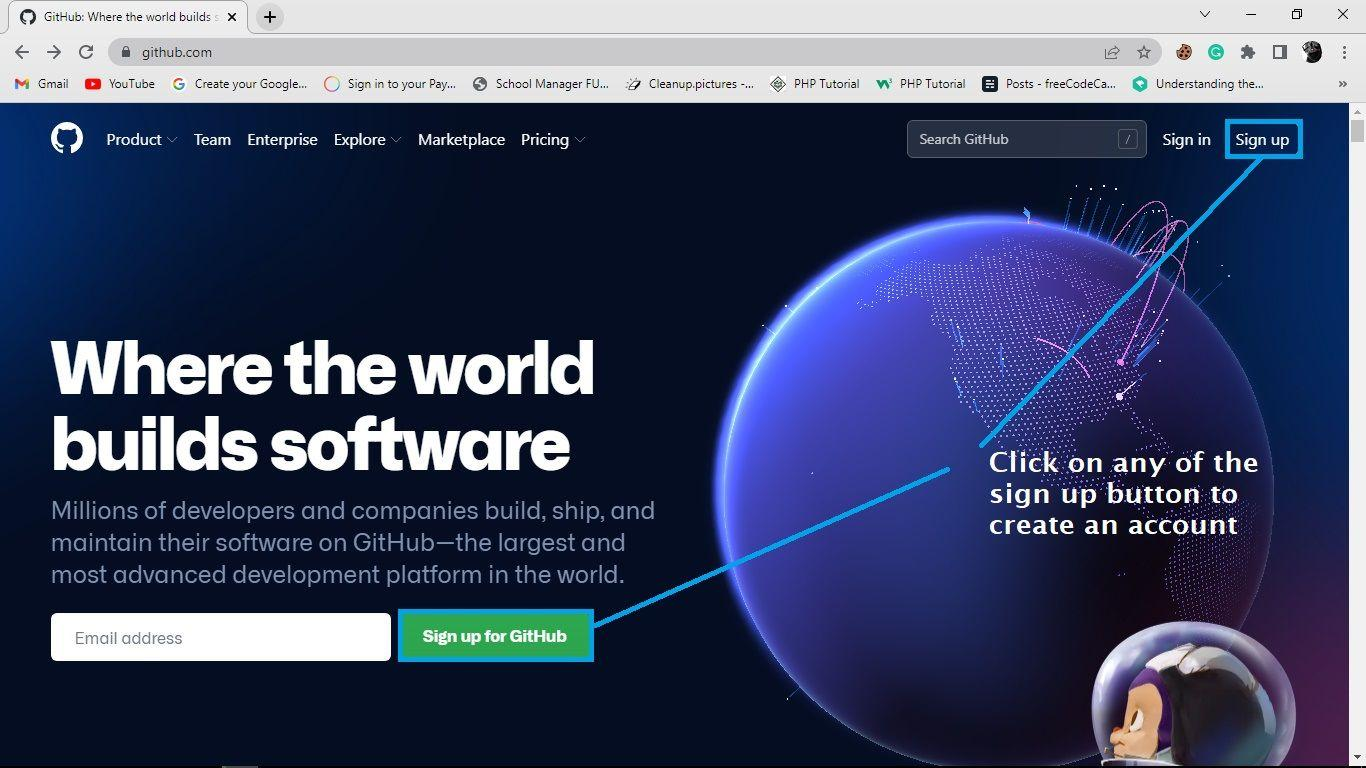 GitHub: Where the world builds s
github.com
Gmail
YouTube
Create your Google...
Sign in to your Pay...
School Manager FU...
Cleanup.pictures -...
PHP Tutorial
PHP Tutorial
Posts - freeCodeCa...
Understanding the...
»
Product
Team
Enterprise
Explore
Marketplace
Pricing
Search GitHub
/
Sign in
Sign up
Where the world
builds software
Millions of developers and companies build, ship, and
maintain their software on GitHub—the largest and
most advanced development platform in the world.
Email address
Sign up for GitHub
Click on any of the
sign up button to
create an account